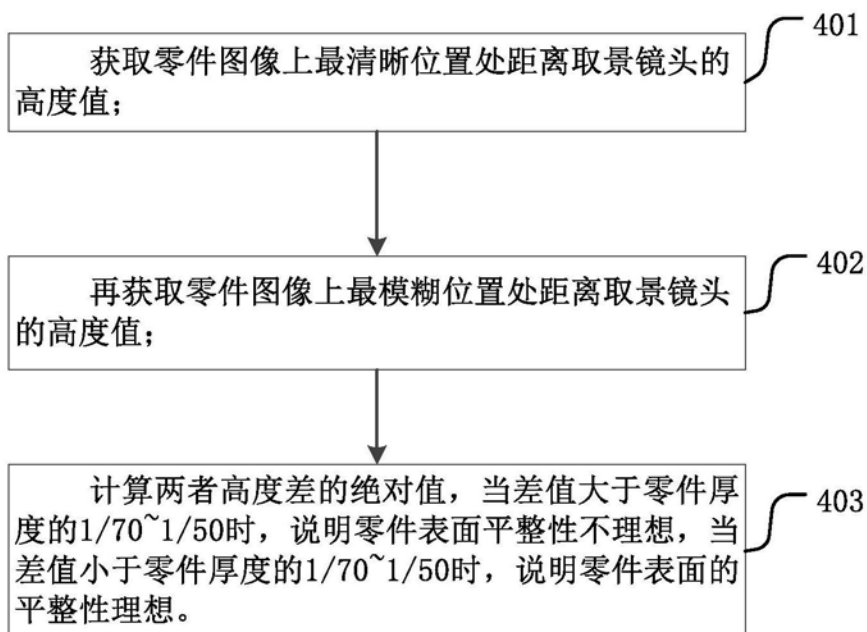 401
获取零件图像上最清晰位置处距离取景镜头的
高度值；
402
再获取零件图像上最模糊位置处距离取景镜头
的高度值；
403
计算两者高度差的绝对值，当差值大于零件厚
度的1/70~1/50时，说明零件表面平整性不理想，当
差值小于零件厚度的1/70~1/50时，说明零件表面的
平整性理想。